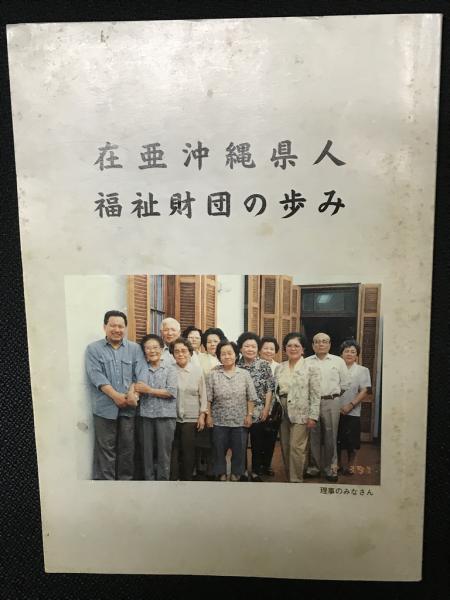 在亜沖縄県人
福祉財団の歩み
理事のみなさん